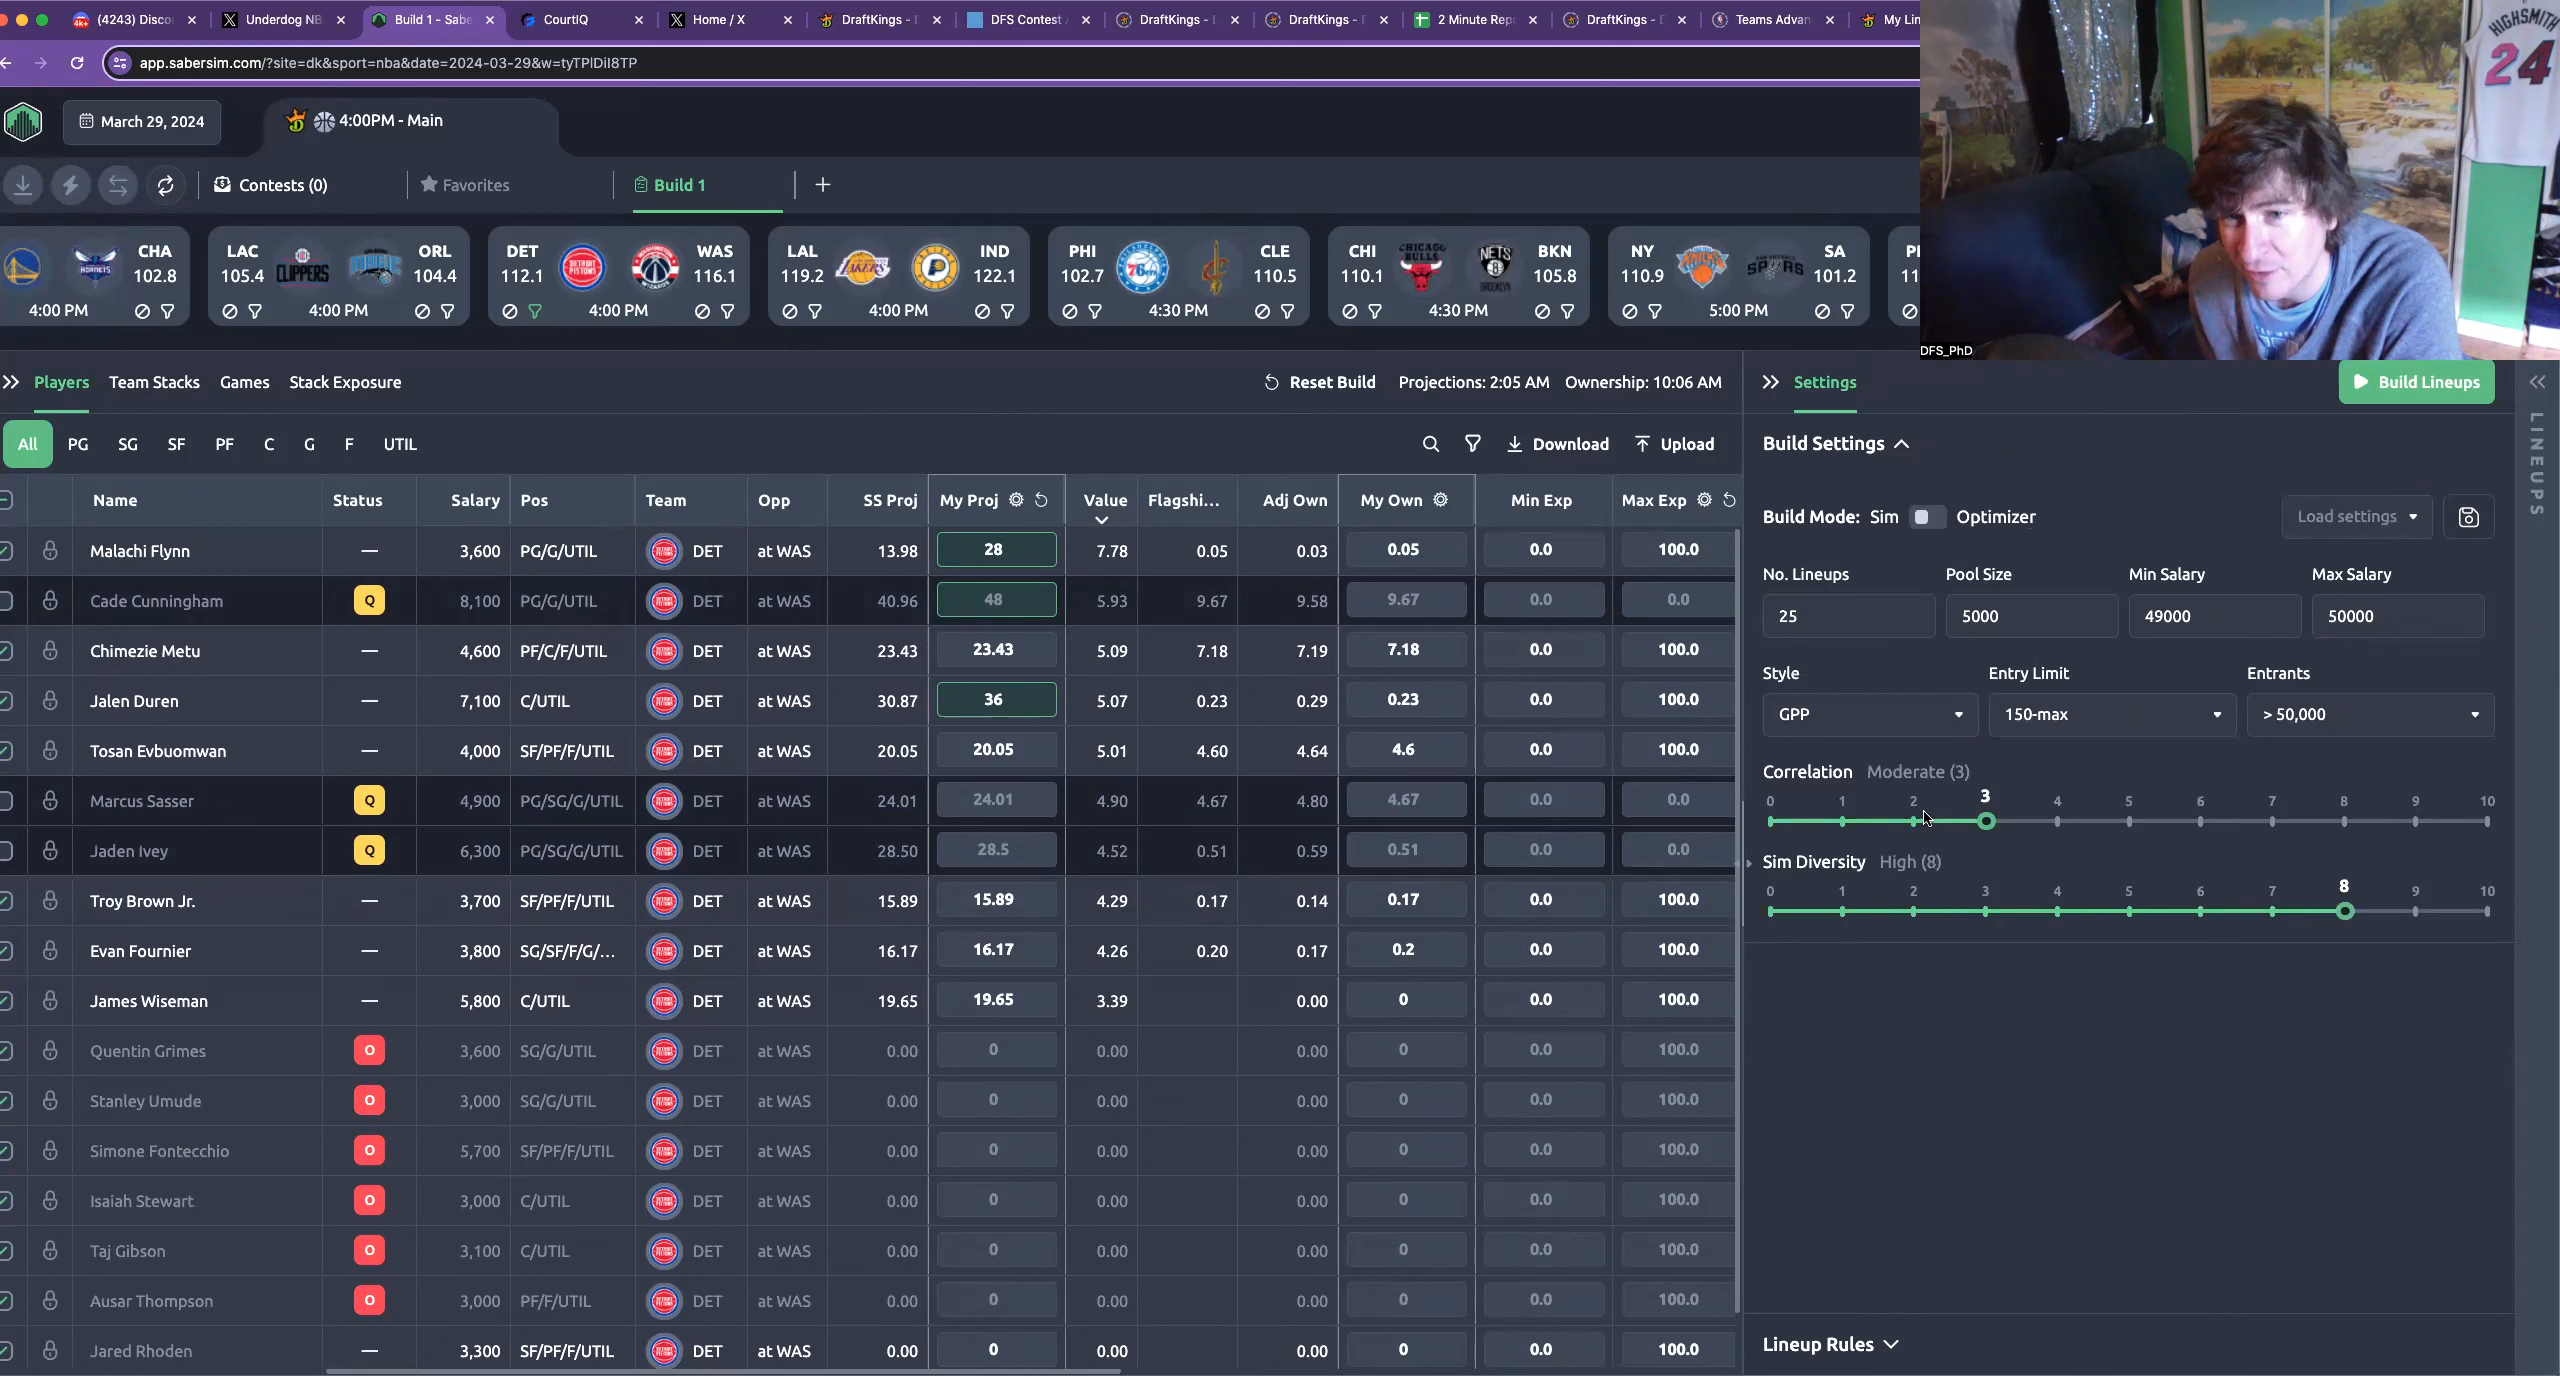 (4243) Disco
Underdog NB
Build 1 - Sabe
CourtIQ
Home / X
DraftKings - D
DFS Contest
DraftKings - D
DraftKings - D
2 Minute Rep
DraftKings - D
Teams Advan
My Lin
app.sabersim.com/?site=dk&sport=nba&date=2024-03-29&w=tyTPlDiI8TP
March 29, 2024
4:00PM - Main
Contests (0)
Favorites
Build 1
CHA
102.8
4:00 PM
LAC
105.4
CLIPPERS
ORL
104.4
4:00 PM
DET
112.1
WAS
116.1
4:00 PM
LAL
119.2
IND
122.1
4:00 PM
PHI
102.7
CLE
110.5
4:30 PM
CHI
110.1
BKN
105.8
4:30 PM
NY
110.9
SA
101.2
5:00 PM
HIGHSMITH
24
DFS_PhD
Players Team Stacks Games Stack Exposure
Reset Build Projections: 2:05 AM Ownership: 10:06 AM
All PG SG SF PF C G F UTIL
Download Upload
Name Status Salary Pos Team Opp SS Proj My Proj Value Flagshi... Adj Own My Own Min Exp Max Exp
Malachi Flynn — 3,600 PG/G/UTIL DET at WAS 13.98 28 7.78 0.05 0.03 0.05 0.0 100.0
Cade Cunningham Q 8,100 PG/G/UTIL DET at WAS 40.96 48 5.93 9.67 9.58 9.67 0.0 0.0
Chimezie Metu — 4,600 PF/C/F/UTIL DET at WAS 23.43 23.43 5.09 7.18 7.19 7.18 0.0 100.0
Jalen Duren — 7,100 C/UTIL DET at WAS 30.87 36 5.07 0.23 0.29 0.23 0.0 100.0
Tosan Evbuomwan — 4,000 SF/PF/F/UTIL DET at WAS 20.05 20.05 5.01 4.60 4.64 4.6 0.0 100.0
Marcus Sasser Q 4,900 PG/SG/G/UTIL DET at WAS 24.01 24.01 4.90 4.67 4.80 4.67 0.0 0.0
Jaden Ivey Q 6,300 PG/SG/G/UTIL DET at WAS 28.50 28.5 4.52 0.51 0.59 0.51 0.0 0.0
Troy Brown Jr. — 3,700 SF/PF/F/UTIL DET at WAS 15.89 15.89 4.29 0.17 0.14 0.17 0.0 100.0
Evan Fournier — 3,800 SG/SF/F/G/... DET at WAS 16.17 16.17 4.26 0.20 0.17 0.2 0.0 100.0
James Wiseman — 5,800 C/UTIL DET at WAS 19.65 19.65 3.39 0.00 0 0.0 100.0
Quentin Grimes O 3,600 SG/G/UTIL DET at WAS 0.00 0 0.00 0.00 0 0.0 100.0
Stanley Umude O 3,000 SG/G/UTIL DET at WAS 0.00 0 0.00 0.00 0 0.0 100.0
Simone Fontecchio O 5,700 SF/PF/F/UTIL DET at WAS 0.00 0 0.00 0.00 0 0.0 100.0
Isaiah Stewart O 3,000 C/UTIL DET at WAS 0.00 0 0.00 0.00 0 0.0 100.0
Taj Gibson O 3,100 C/UTIL DET at WAS 0.00 0 0.00 0.00 0 0.0 100.0
Ausar Thompson O 3,000 PF/F/UTIL DET at WAS 0.00 0 0.00 0.00 0 0.0 100.0
Jared Rhoden — 3,300 SF/PF/F/UTIL DET at WAS 0.00 0 0.00 0.00 0 0.0 100.0
Settings
Build Lineups
LINEUPS
Build Settings
Build Mode: Sim Optimizer
Load settings
No. Lineups Pool Size Min Salary Max Salary
25 5000 49000 50000
Style Entry Limit Entrants
GPP 150-max > 50,000
Correlation Moderate (3)
0 1 2 3 4 5 6 7 8 9 10
Sim Diversity High (8)
0 1 2 3 4 5 6 7 8 9 10
Lineup Rules